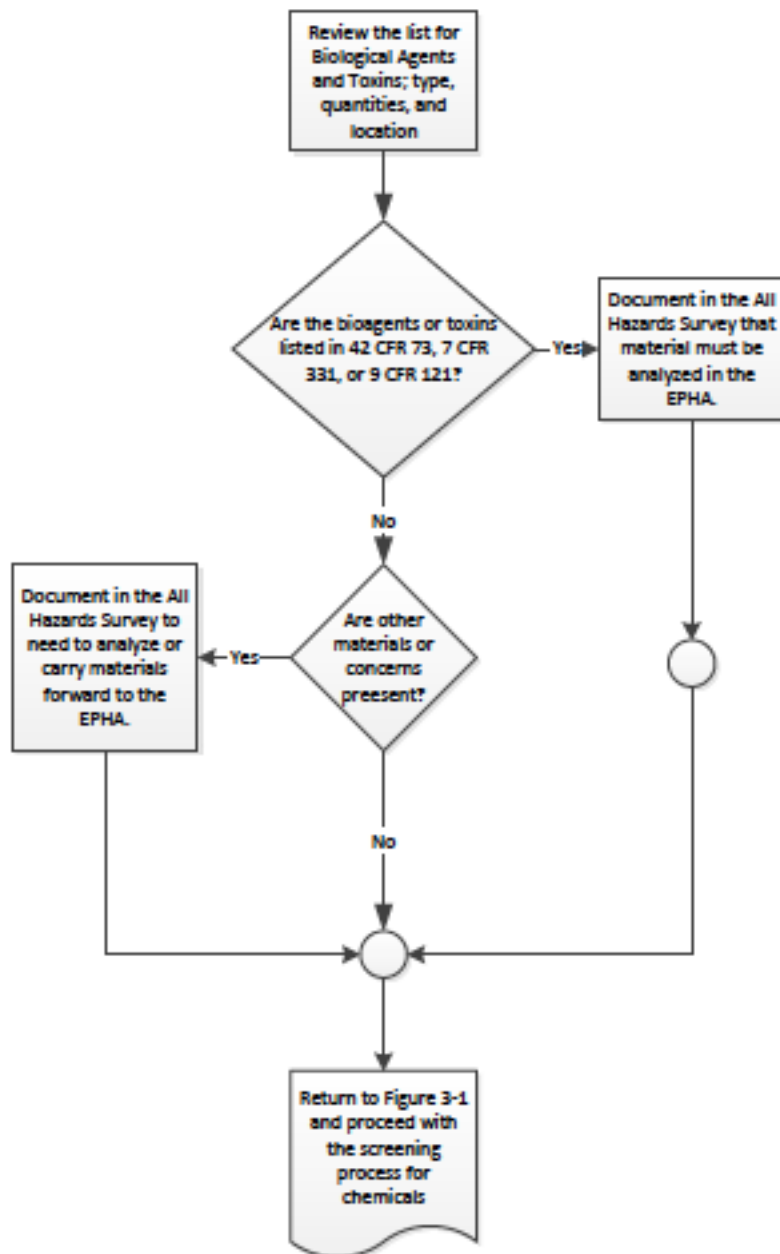 Review the list for
Biological Agents
and Toxins; type,
quantities, and
location
Are the bioagents or toxins
listed in 42 CFR 73, 7 CFR
331, or 9 CFR 121?
Yes
Document in the All
Hazards Survey that
material must be
analyzed in the
EPHA.
No
Are other
materials or
concerns
preesent?
Yes
Document in the All
Hazards Survey to
need to analyze or
carry materials
forward to the
EPHA.
No
Return to Figure 3-1
and proceed with
the screening
process for
chemicals